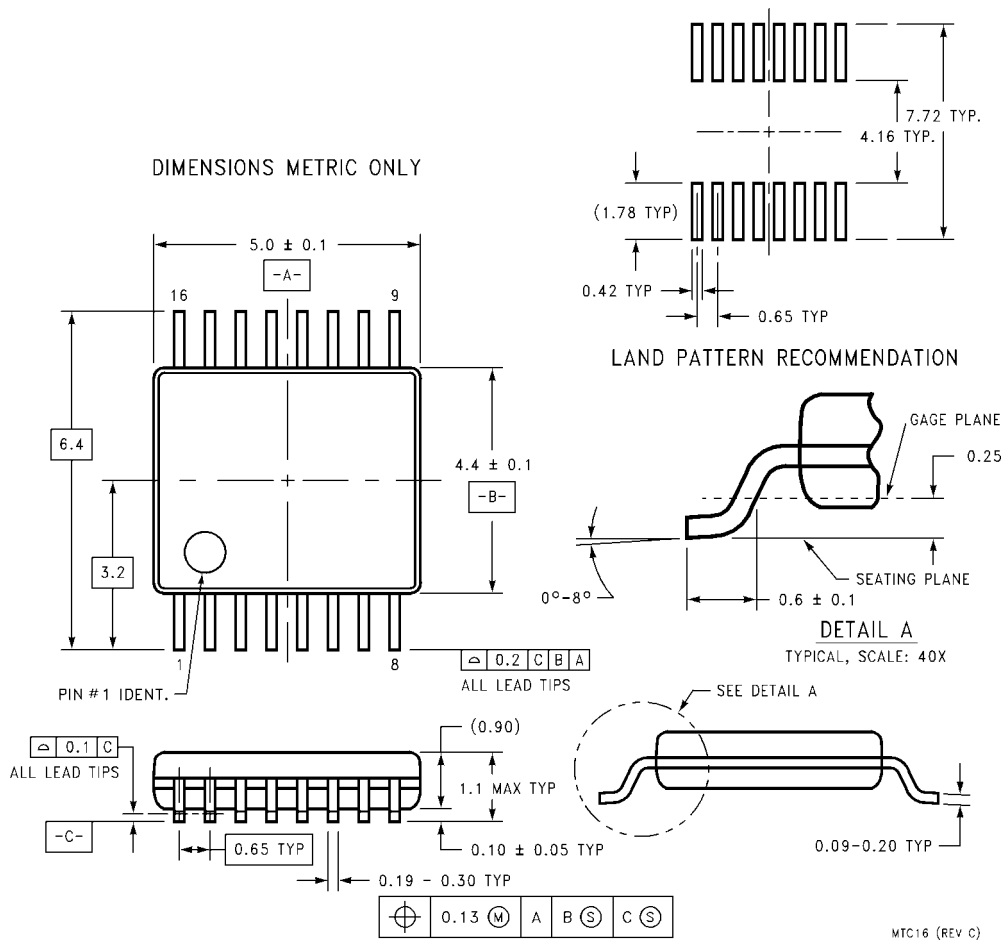 7.72 TYP.
4.16 TYP.
DIMENSIONS METRIC ONLY
(1.78 TYP)
5.0 ± 0.1
-A-
0.42 TYP
16
9
0.65 TYP
LAND PATTERN RECOMMENDATION
GAGE PLANE
6.4
4.4 ± 0.1
0.25
-B-
3.2
SEATING PLANE
0°-8°
0.6 ± 0.1
DETAIL A
TYPICAL, SCALE: 40X
1
8
⌓ 0.2 C B A
ALL LEAD TIPS
PIN #1 IDENT.
SEE DETAIL A
(0.90)
⌓ 0.1 C
ALL LEAD TIPS
1.1 MAX TYP
-C-
0.65 TYP
0.10 ± 0.05 TYP
0.09-0.20 TYP
0.19 - 0.30 TYP
⌖ 0.13 Ⓜ A B Ⓢ C Ⓢ
MTC16 (REV C)